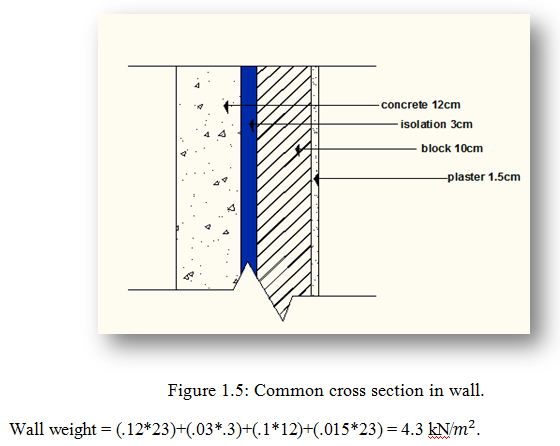 concrete 12cm
isolation 3cm
block 10cm
plaster 1.5cm
Figure 1.5: Common cross section in wall.
Wall weight = (.12*23)+(.03*.3)+(.1*12)+(.015*23) = 4.3 kN/m².